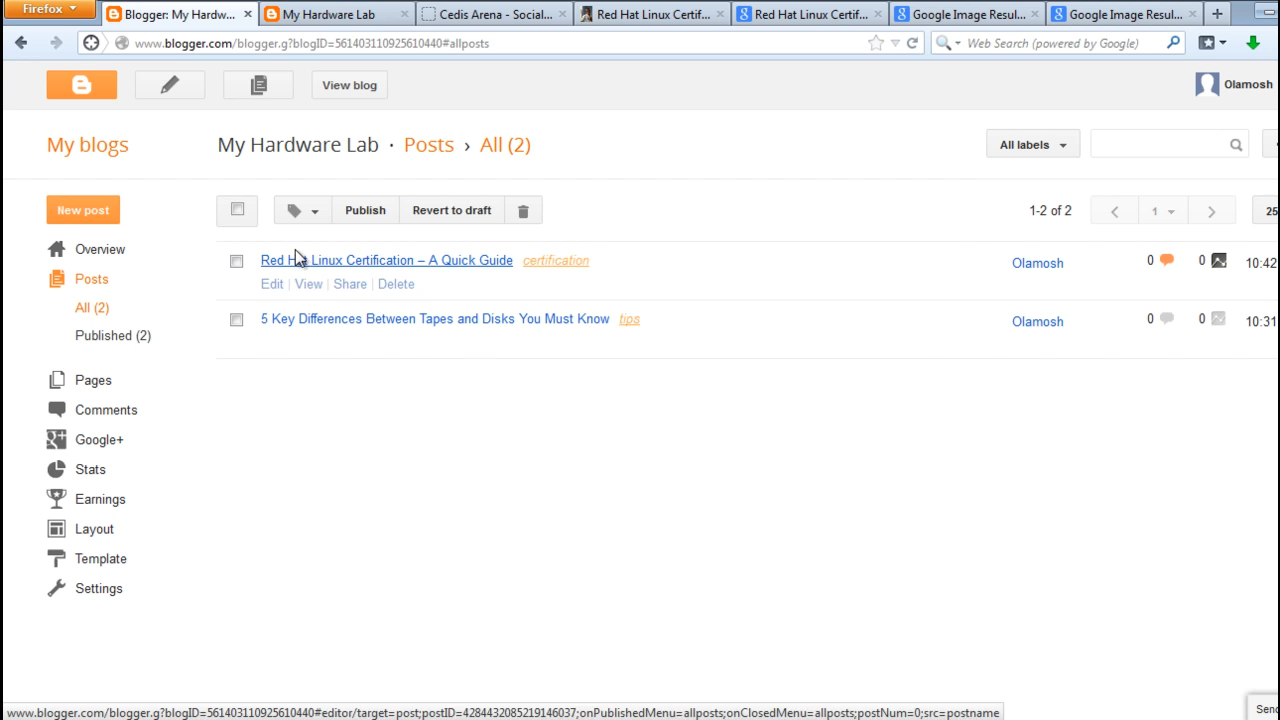 Firefox
Blogger: My Hardw...
My Hardware Lab
Cedis Arena - Social...
Red Hat Linux Certif...
Red Hat Linux Certif...
Google Image Resul...
Google Image Resul...
www.blogger.com/blogger.g?blogID=561403110925610440#allposts
Web Search (powered by Google)
View blog
Olamosh
My blogs
My Hardware Lab · Posts › All (2)
All labels
New post
Publish
Revert to draft
1-2 of 2
1
25
Overview
Posts
All (2)
Published (2)
Pages
Comments
Google+
Stats
Earnings
Layout
Template
Settings
Red Hat Linux Certification – A Quick Guide certification
Olamosh
0
0
10:42
Edit | View | Share | Delete
5 Key Differences Between Tapes and Disks You Must Know tips
Olamosh
0
0
10:31
www.blogger.com/blogger.g?blogID=561403110925610440#editor/target=post;postID=4284432085219146037;onPublishedMenu=allposts;onClosedMenu=allposts;postNum=0;src=postname
Send